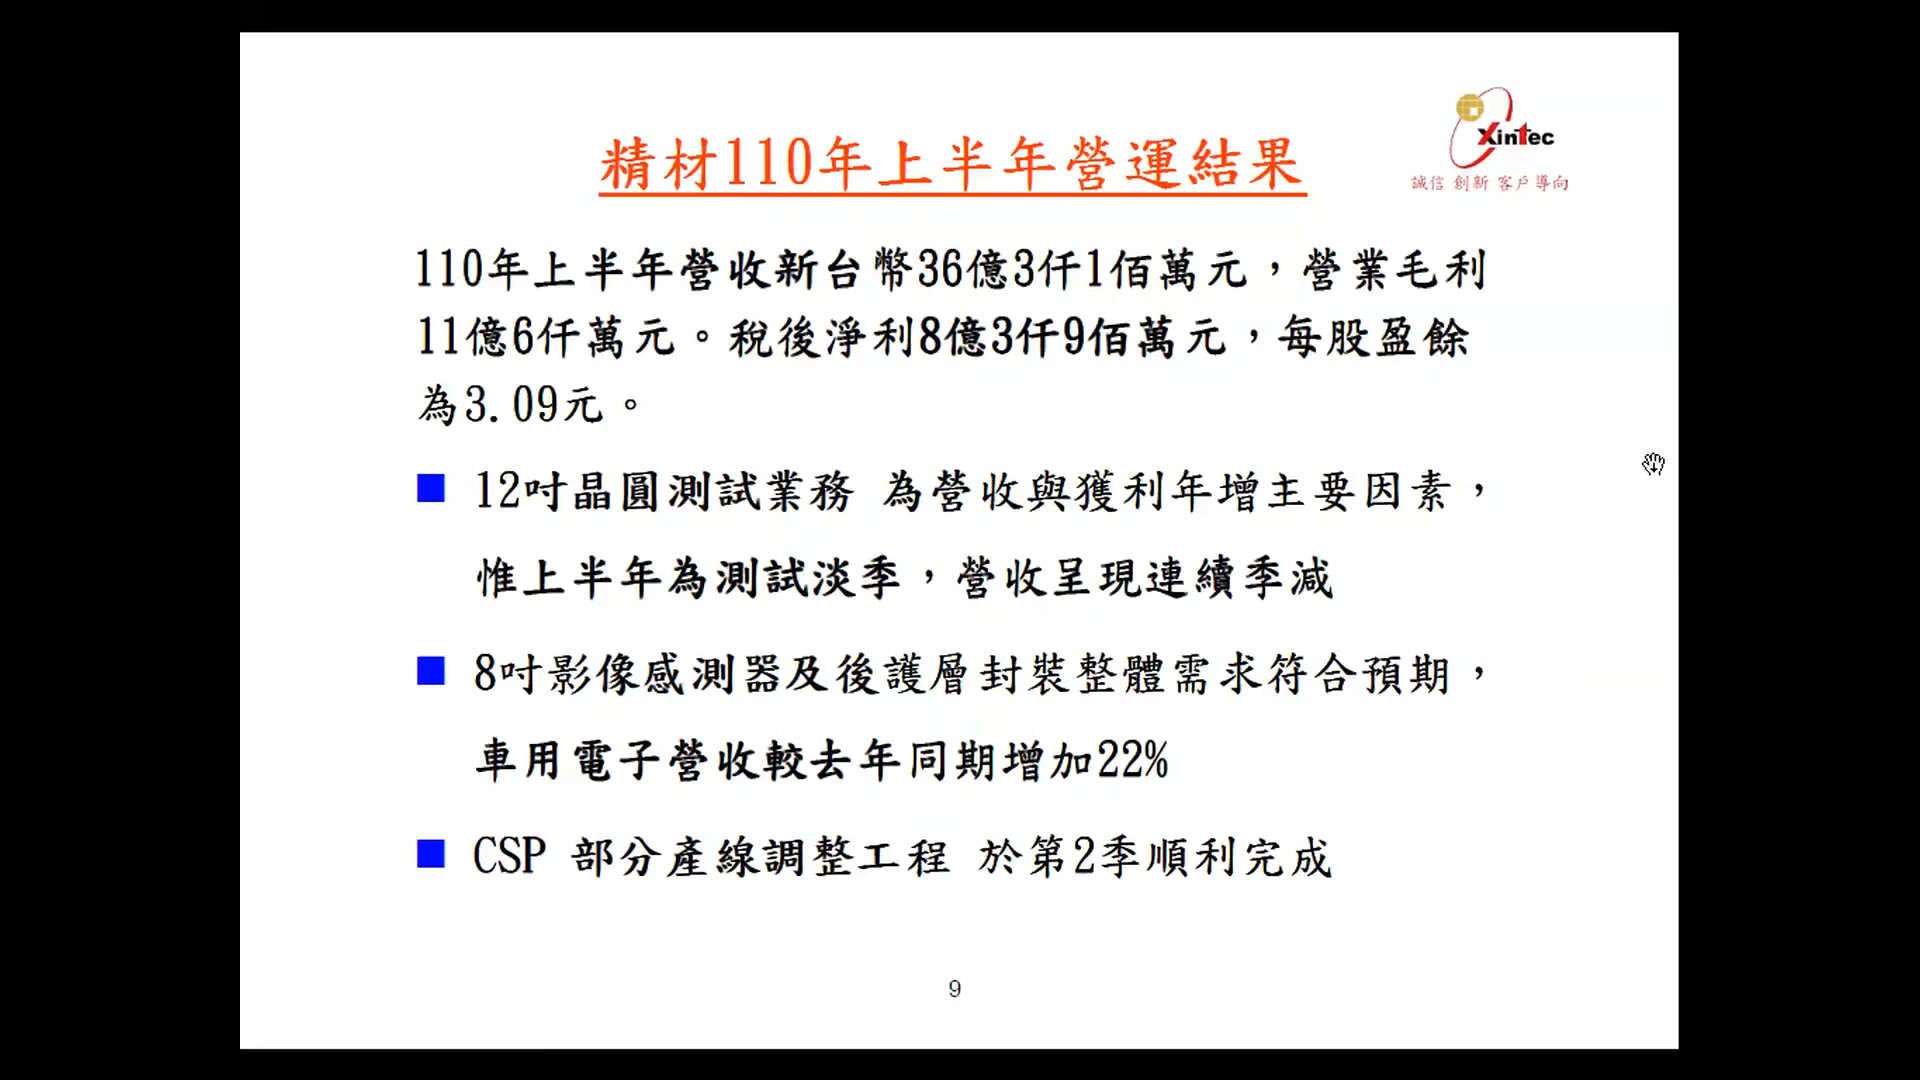 XinTec
誠信 創新 客戶導向
精材110年上半年營運結果
110年上半年營收新台幣36億3仟1佰萬元，營業毛利
11億6仟萬元。稅後淨利8億3仟9佰萬元，每股盈餘
為3.09元。
12吋晶圓測試業務 為營收與獲利年增主要因素，
惟上半年為測試淡季，營收呈現連續季減
8吋影像感測器及後護層封裝整體需求符合預期，
車用電子營收較去年同期增加22%
CSP 部分產線調整工程 於第2季順利完成
9